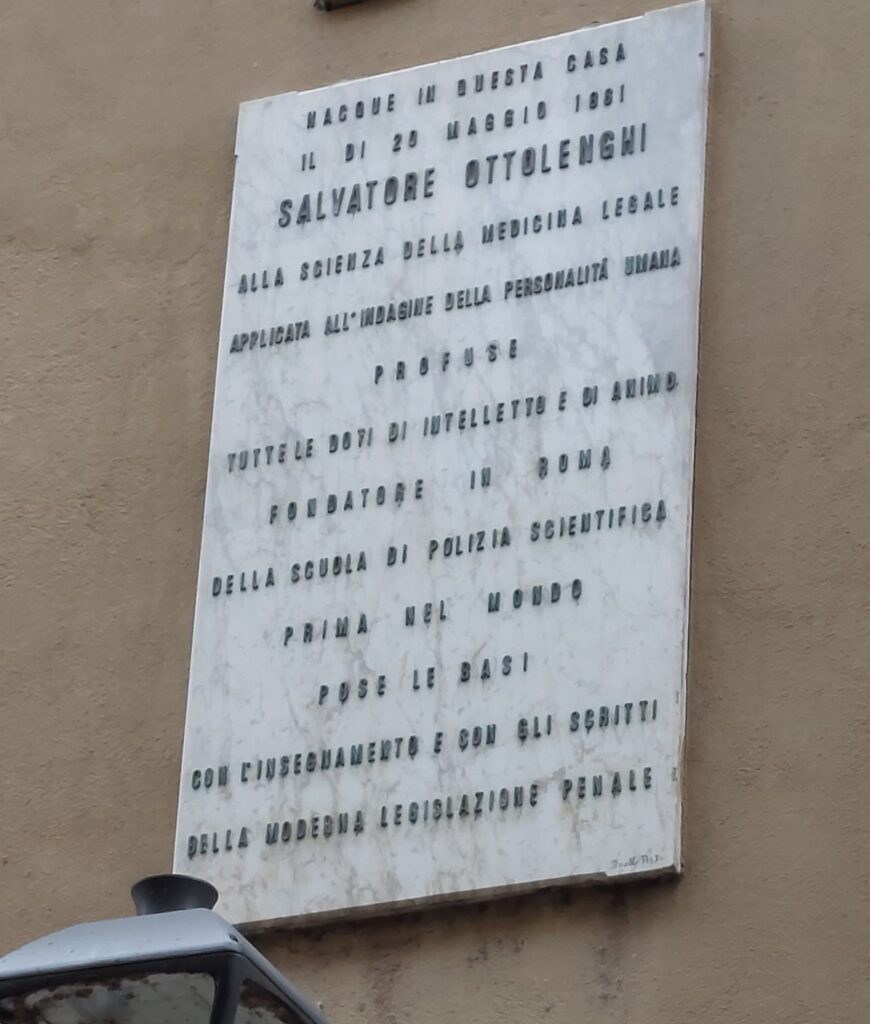 NACQUE IN QUESTA CASA
IL DI 20 MAGGIO 1861
SALVATORE OTTOLENGHI
ALLA SCIENZA DELLA MEDICINA LEGALE
APPLICATA ALL'INDAGINE DELLA PERSONALITÀ UMANA
PROFUSE
TUTTE LE DOTI DI INTELLETTO E DI ANIMO
FONDATORE IN ROMA
DELLA SCUOLA DI POLIZIA SCIENTIFICA
PRIMA NEL MONDO
POSE LE BASI
CON L'INSEGNAMENTO E CON GLI SCRITTI
DELLA MODERNA LEGISLAZIONE PENALE